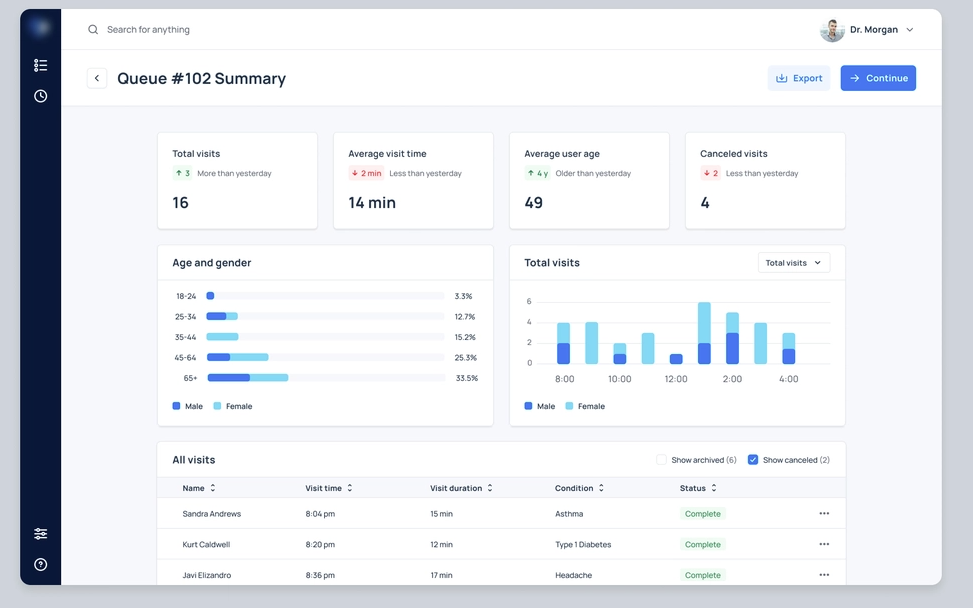 Search for anything
Dr. Morgan
Queue #102 Summary
Export
Continue
Total visits
3 More than yesterday
16
Average visit time
2 min Less than yesterday
14 min
Average user age
4 y Older than yesterday
49
Canceled visits
2 Less than yesterday
4
Age and gender
18-24 3.3%
25-34 12.7%
35-44 15.2%
45-64 25.3%
65+ 33.5%
Male Female
Total visits
Total visits
6
4
2
0
8:00 10:00 12:00 2:00 4:00
Male Female
All visits
Show archived (6) Show canceled (2)
Name Visit time Visit duration Condition Status
Sandra Andrews 8:04 pm 15 min Asthma Complete
Kurt Caldwell 8:20 pm 12 min Type 1 Diabetes Complete
Javi Elizandro 8:36 pm 17 min Headache Complete